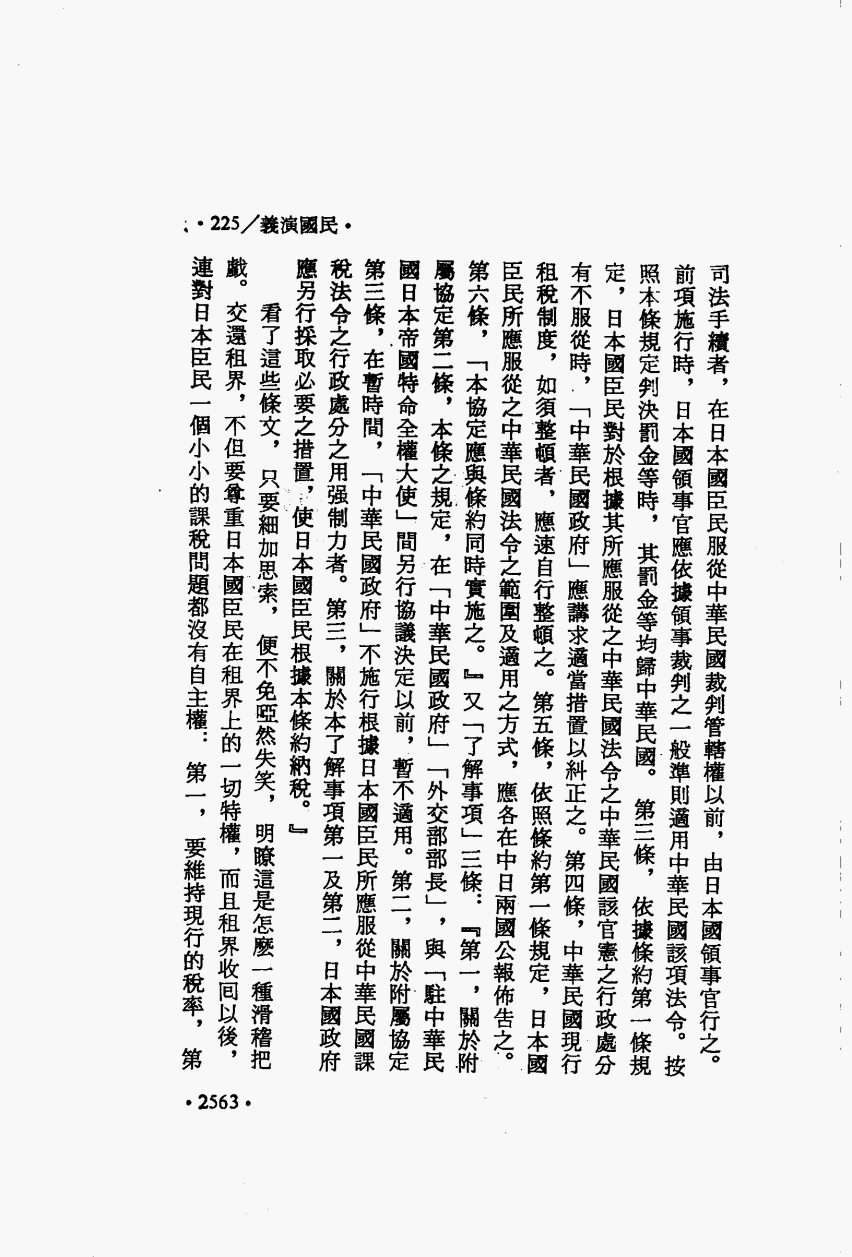 ·民國演義/225·
司法手續者，在日本國臣民服從中華民國裁判管轄權以前，由日本國領事官行之。
前項施行時，日本國領事官應依據領事裁判之一般準則適用中華民國該項法令。按
照本條規定判決罰金等時，其罰金等均歸中華民國。第三條，依據條約第一條規
定，日本國臣民對於根據其所應服從之中華民國法令之中華民國該官憲之行政處分
有不服從時，「中華民國政府」應講求適當措置以糾正之。第四條，中華民國現行
租稅制度，如須整頓者，應速自行整頓之。第五條，依照條約第一條規定，日本國
臣民所應服從之中華民國法令之範圍及適用之方式，應各在中日兩國公報佈告之。
第六條，「本協定應與條約同時實施之。』又「了解事項」三條：『第一，關於附
屬協定第二條，本條之規定，在「中華民國政府」「外交部部長」，與「駐中華民
國日本帝國特命全權大使」間另行協議決定以前，暫不適用。第二，關於附屬協定
第三條，在暫時間，「中華民國政府」不施行根據日本國臣民所應服從中華民國課
稅法令之行政處分之用强制力者。第三，關於本了解事項第一及第二，日本國政府
應另行採取必要之措置，使日本國臣民根據本條約納稅。』
看了這些條文，只要細加思索，便不免啞然失笑，明瞭這是怎麽一種滑稽把
戲。交還租界，不但要尊重日本國臣民在租界上的一切特權，而且租界收回以後，
連對日本臣民一個小小的課稅問題都沒有自主權：第一，要維持現行的稅率，第
·2563·